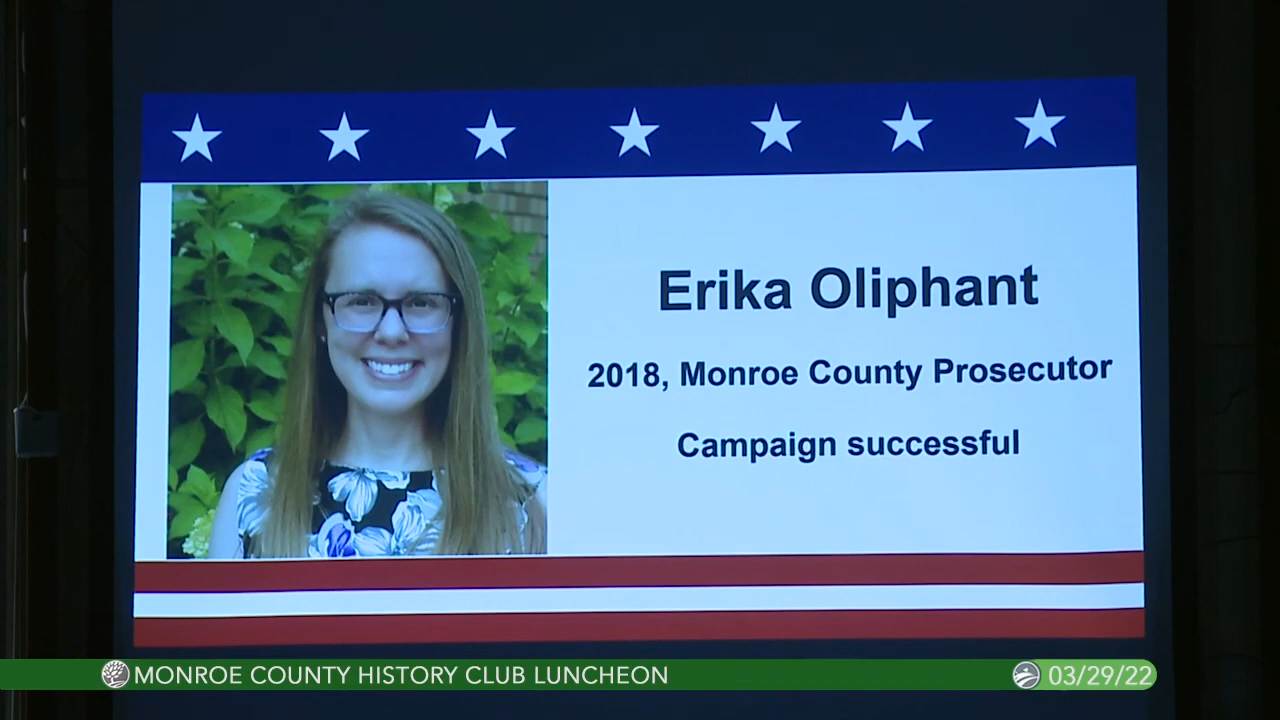 Erika Oliphant
2018, Monroe County Prosecutor
Campaign successful
MONROE COUNTY HISTORY CLUB LUNCHEON
03/29/22